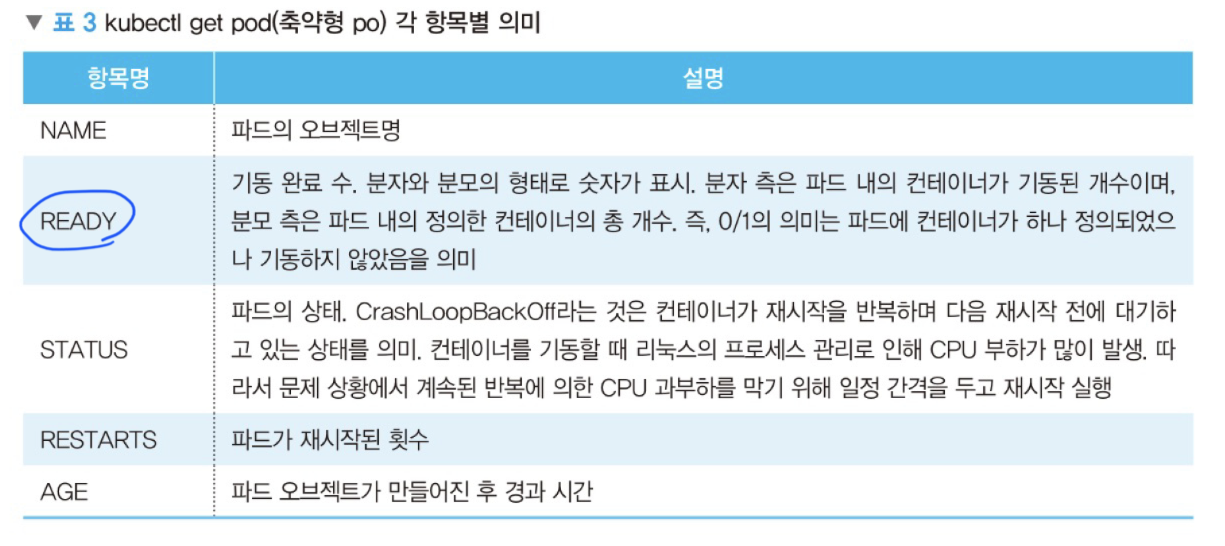 ▼ 표 3 kubectl get pod(축약형 po) 각 항목별 의미
항목명 설명
NAME 파드의 오브젝트명
READY 기동 완료 수. 분자와 분모의 형태로 숫자가 표시. 분자 측은 파드 내의 컨테이너가 기동된 개수이며,
분모 측은 파드 내의 정의한 컨테이너의 총 개수. 즉, 0/1의 의미는 파드에 컨테이너가 하나 정의되었으
나 기동하지 않았음을 의미
STATUS 파드의 상태. CrashLoopBackOff라는 것은 컨테이너가 재시작을 반복하며 다음 재시작 전에 대기하
고 있는 상태를 의미. 컨테이너를 기동할 때 리눅스의 프로세스 관리로 인해 CPU 부하가 많이 발생. 따
라서 문제 상황에서 계속된 반복에 의한 CPU 과부하를 막기 위해 일정 간격을 두고 재시작 실행
RESTARTS 파드가 재시작된 횟수
AGE 파드 오브젝트가 만들어진 후 경과 시간